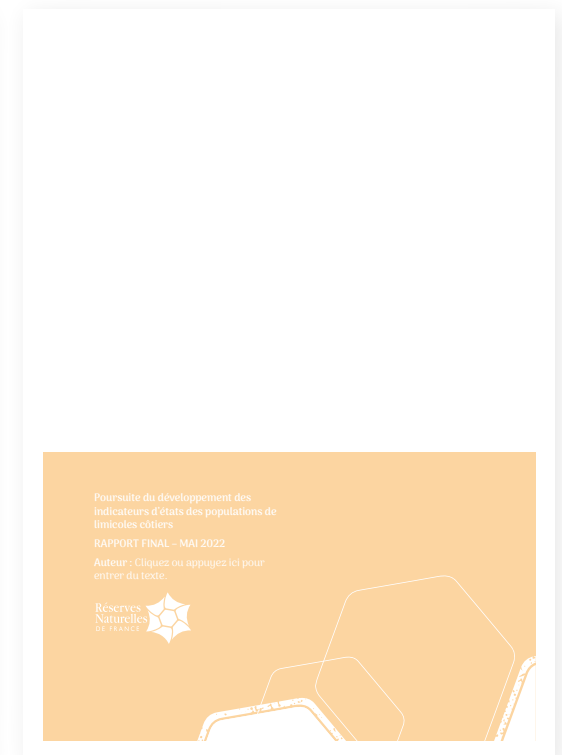 Poursuite du développement des
indicateurs d'états des populations de
limicoles côtiers
RAPPORT FINAL – MAI 2022
Auteur : Cliquez ou appuyez ici pour
entrer du texte.
Réserves
Naturelles
DE FRANCE